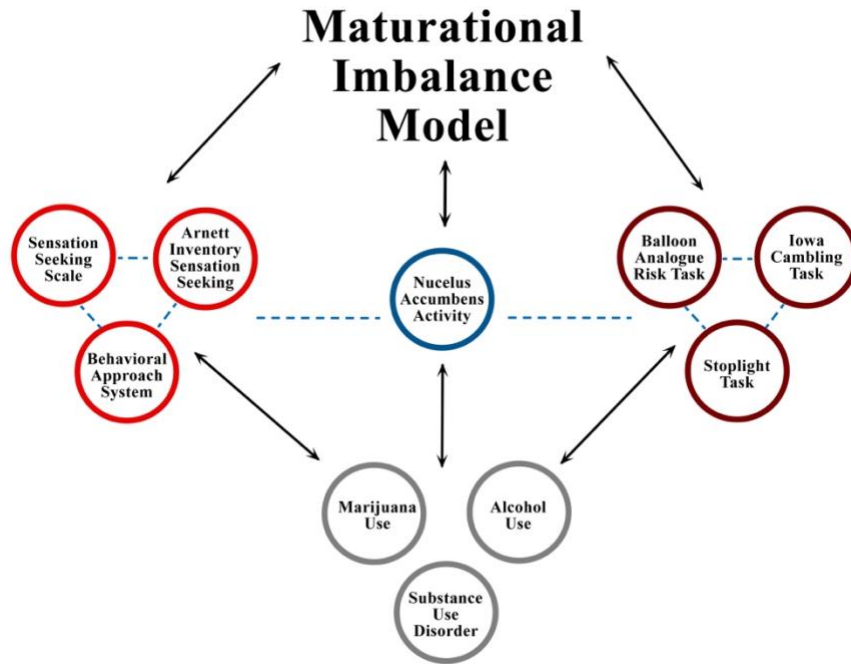 Maturational
Imbalance
Model
Sensation
Seeking
Scale
Arnett
Inventory
Sensation
Seeking
Behavioral
Approach
System
Nucelus
Accumbens
Activity
Balloon
Analogue
Risk Task
Iowa
Cambling
Task
Stoplight
Task
Marijuana
Use
Alcohol
Use
Substance
Use
Disorder